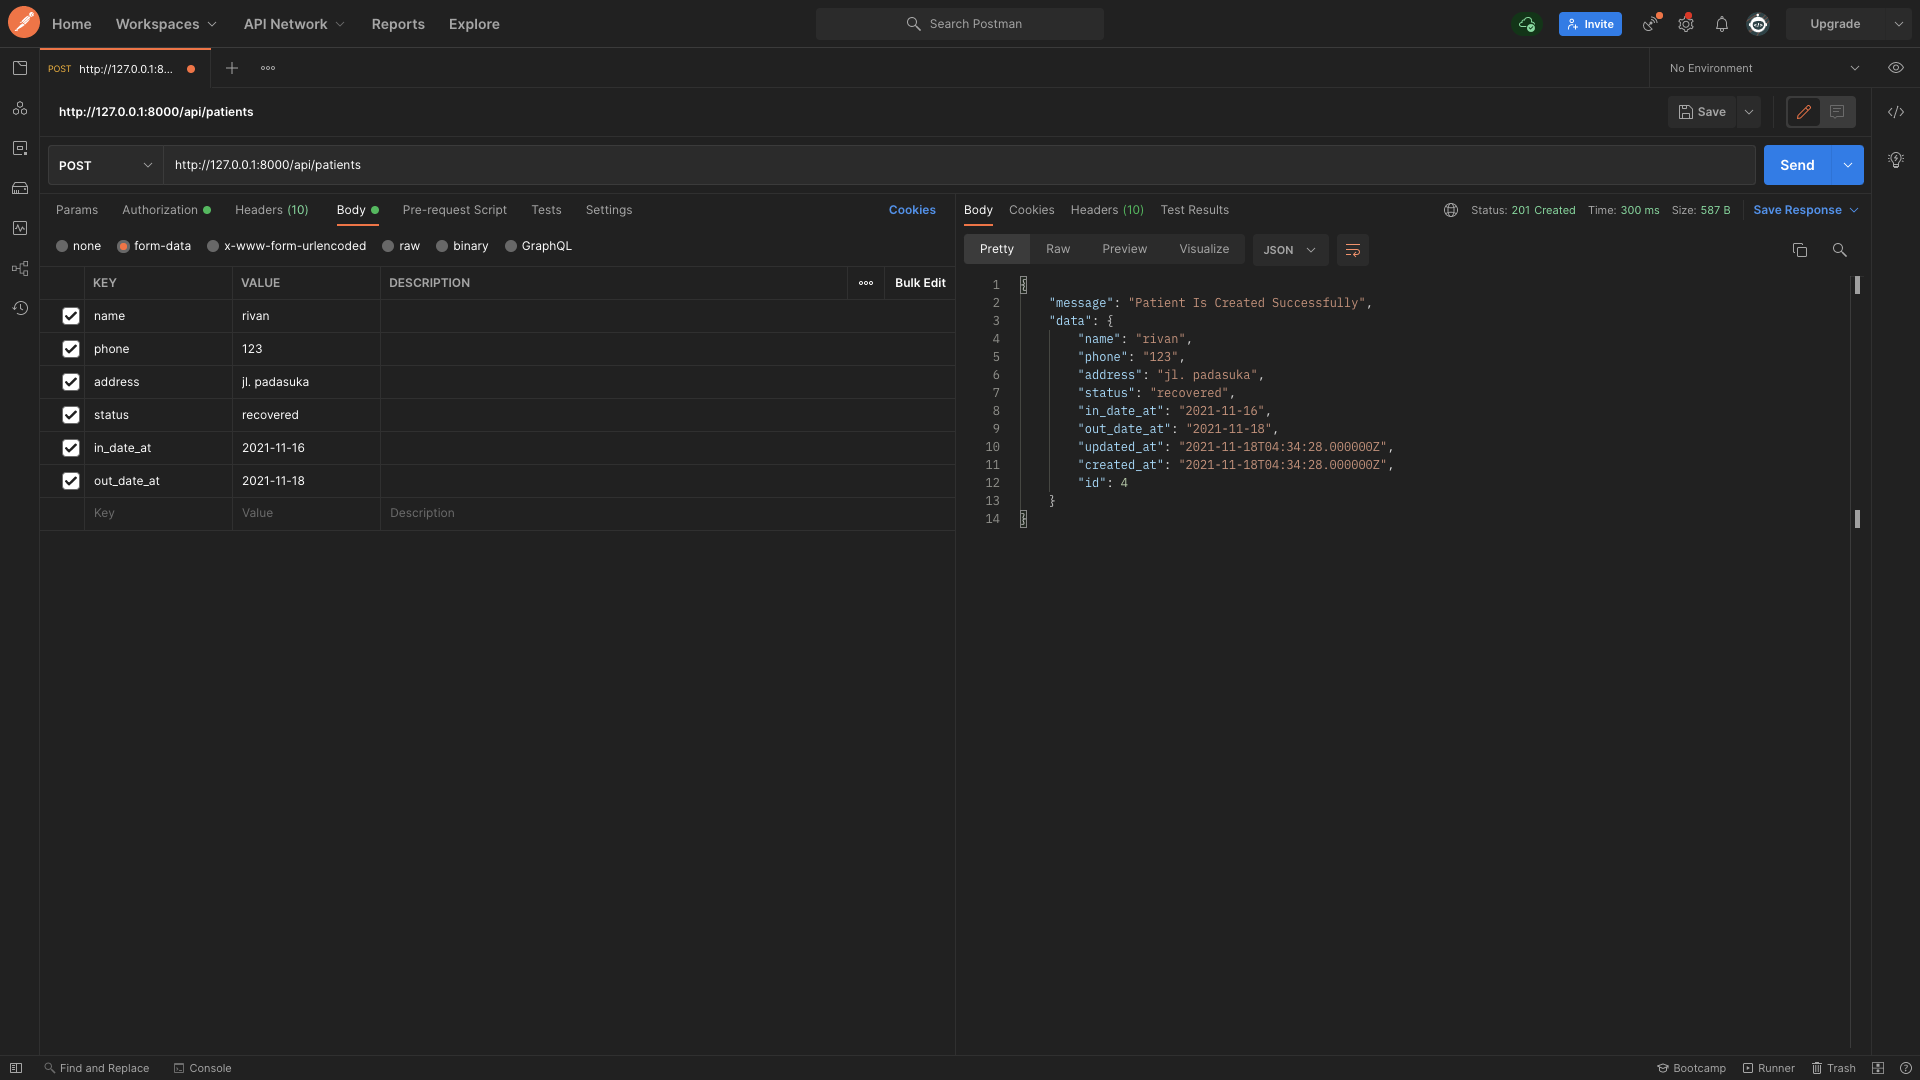 Home Workspaces API Network Reports Explore Search Postman Invite Upgrade
POST http://127.0.0.1:8... No Environment
http://127.0.0.1:8000/api/patients Save
POST http://127.0.0.1:8000/api/patients Send
Params Authorization Headers (10) Body Pre-request Script Tests Settings Cookies
none form-data x-www-form-urlencoded raw binary GraphQL
KEY VALUE DESCRIPTION Bulk Edit
name rivan
phone 123
address jl. padasuka
status recovered
in_date_at 2021-11-16
out_date_at 2021-11-18
Key Value Description
Body Cookies Headers (10) Test Results Status: 201 Created Time: 300 ms Size: 587 B Save Response
Pretty Raw Preview Visualize JSON
1 {
2 "message": "Patient Is Created Successfully",
3 "data": {
4 "name": "rivan",
5 "phone": "123",
6 "address": "jl. padasuka",
7 "status": "recovered",
8 "in_date_at": "2021-11-16",
9 "out_date_at": "2021-11-18",
10 "updated_at": "2021-11-18T04:34:28.000000Z",
11 "created_at": "2021-11-18T04:34:28.000000Z",
12 "id": 4
13 }
14 }
Find and Replace Console Bootcamp Runner Trash